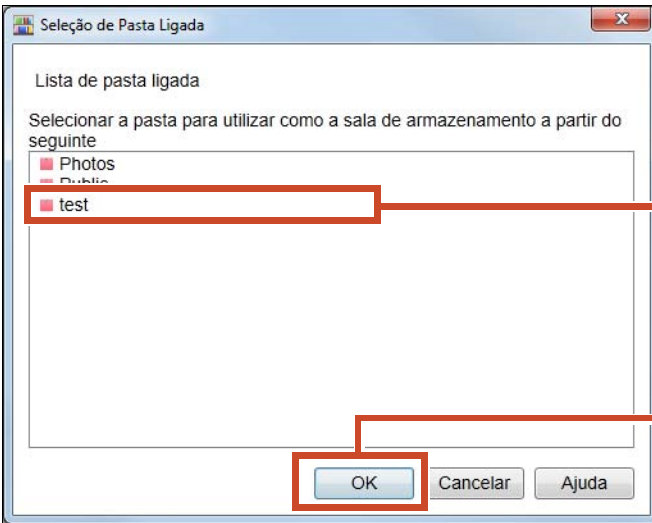 Seleção de Pasta Ligada
Lista de pasta ligada
Selecionar a pasta para utilizar como a sala de armazenamento a partir do
seguinte
Photos
Public
test
OK
Cancelar
Ajuda